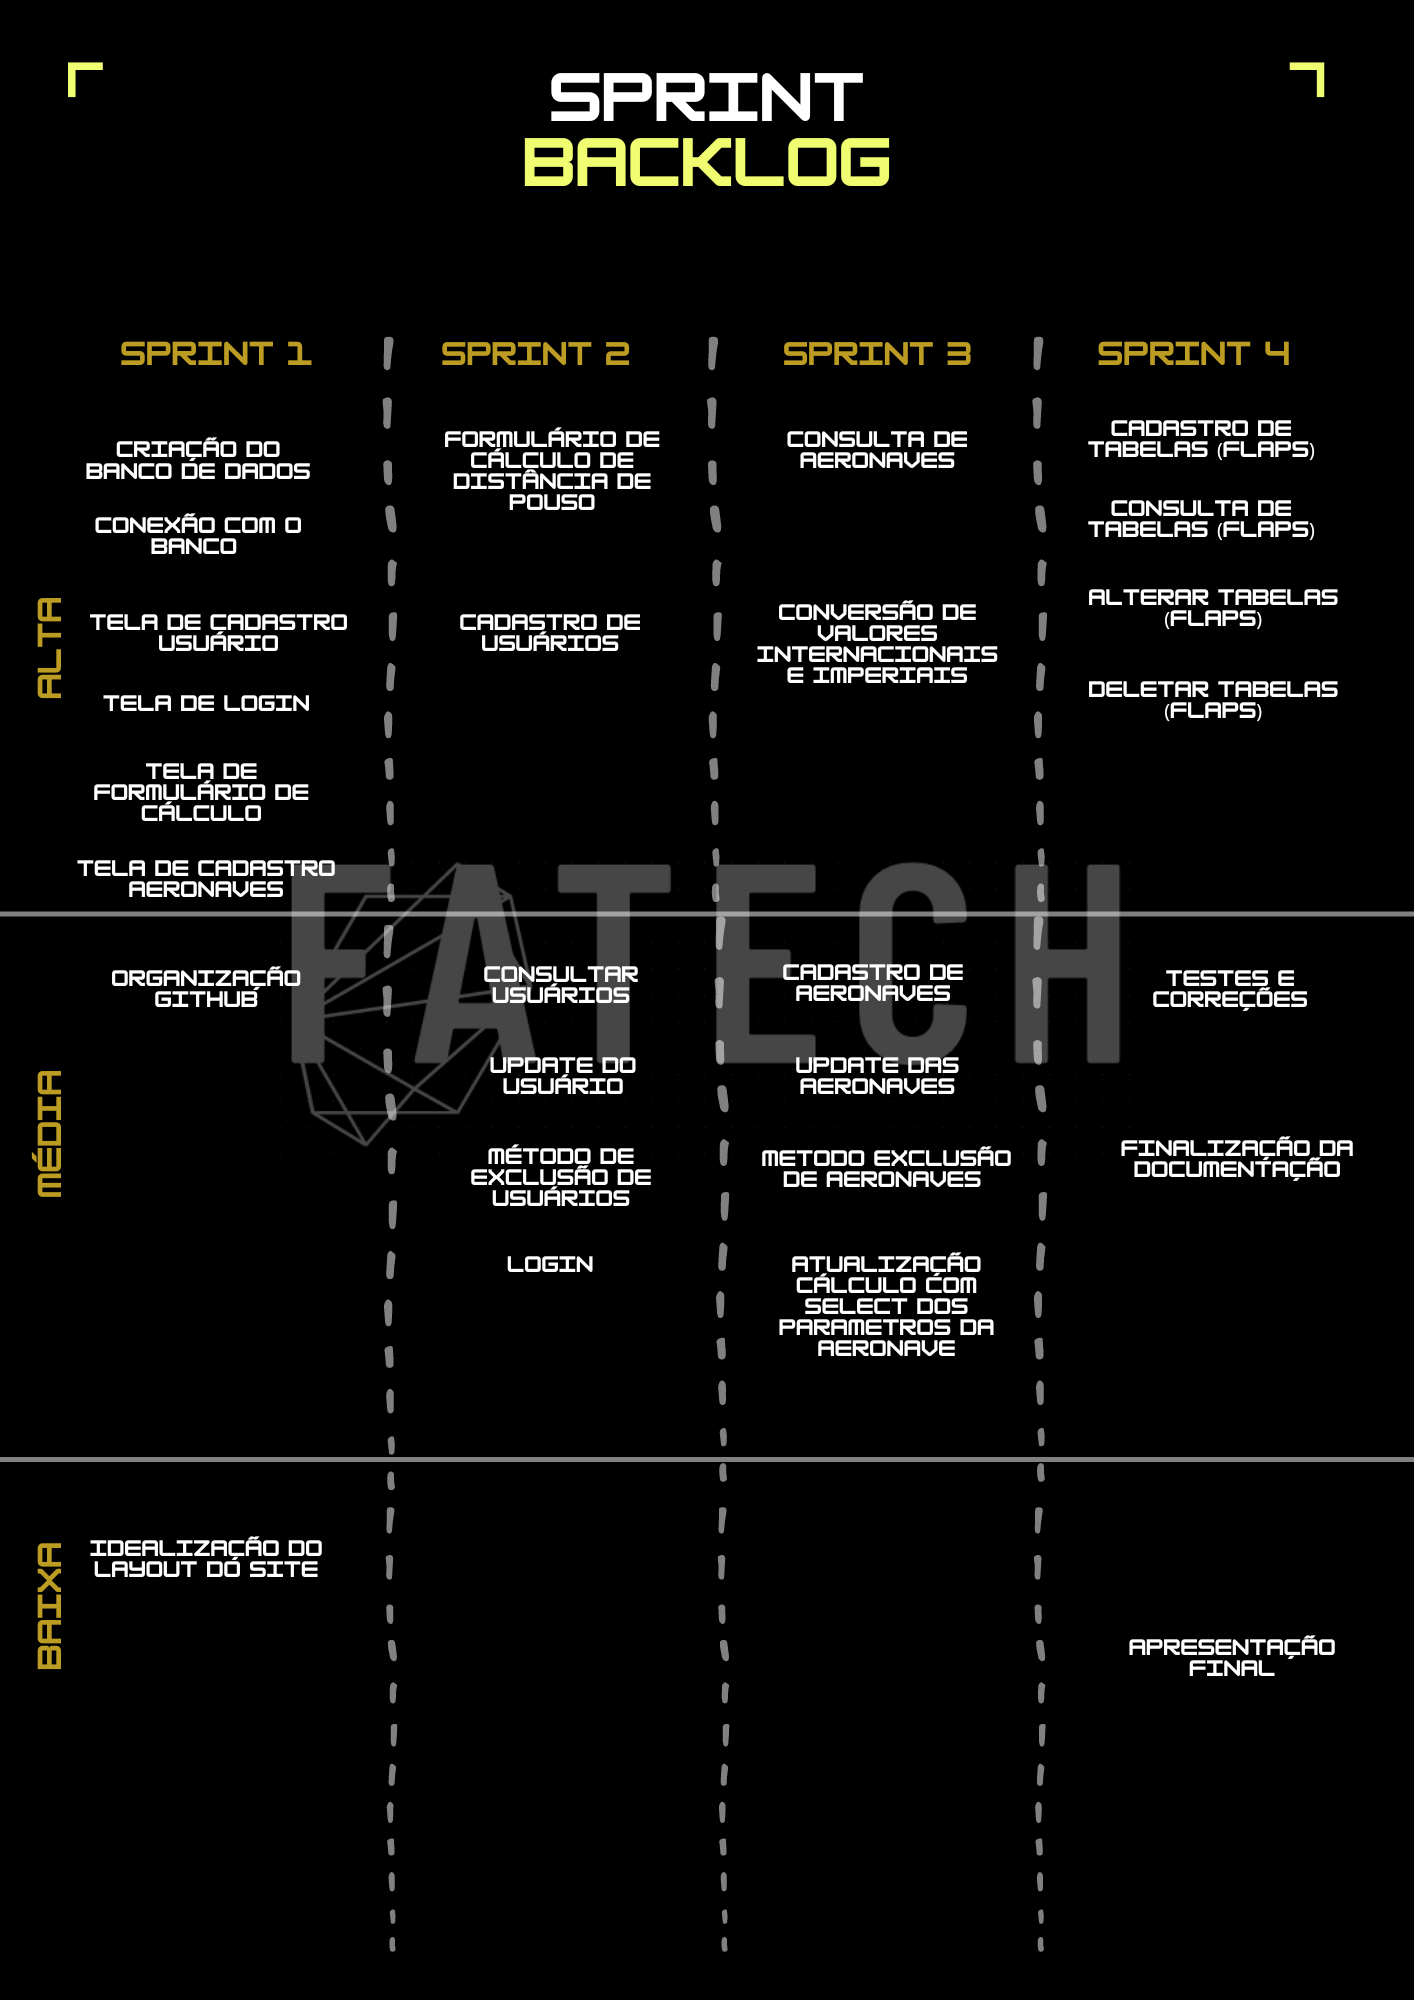 SPRINT
BACKLOG
SPRINT 1
SPRINT 2
SPRINT 3
SPRINT 4
ALTA
CRIAÇÃO DO
BANCO DE DADOS
CONEXÃO COM O
BANCO
TELA DE CADASTRO
USUÁRIO
TELA DE LOGIN
TELA DE
FORMULÁRIO DE
CÁLCULO
TELA DE CADASTRO
AERONAVES
FORMULÁRIO DE
CÁLCULO DE
DISTÂNCIA DE
POUSO
CADASTRO DE
USUÁRIOS
CONSULTA DE
AERONAVES
CONVERSÃO DE
VALORES
INTERNACIONAIS
E IMPERIAIS
CADASTRO DE
TABELAS (FLAPS)
CONSULTA DE
TABELAS (FLAPS)
ALTERAR TABELAS
(FLAPS)
DELETAR TABELAS
(FLAPS)
FATECH
MÉDIA
ORGANIZAÇÃO
GITHUB
CONSULTAR
USUÁRIOS
UPDATE DO
USUÁRIO
MÉTODO DE
EXCLUSÃO DE
USUÁRIOS
LOGIN
CADASTRO DE
AERONAVES
UPDATE DAS
AERONAVES
METODO EXCLUSÃO
DE AERONAVES
ATUALIZAÇÃO
CÁLCULO COM
SELECT DOS
PARAMETROS DA
AERONAVE
TESTES E
CORREÇÕES
FINALIZAÇÃO DA
DOCUMENTAÇÃO
BAIXA
IDEALIZAÇÃO DO
LAYOUT DO SITE
APRESENTAÇÃO
FINAL